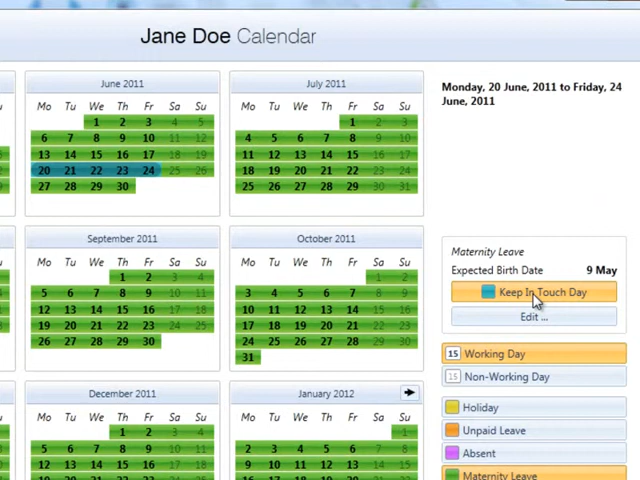 Jane Doe Calendar
June 2011
Mo Tu We Th Fr Sa Su
1 2 3 4 5
6 7 8 9 10 11 12
13 14 15 16 17 18 19
20 21 22 23 24 25 26
27 28 29 30
July 2011
Mo Tu We Th Fr Sa Su
1 2 3
4 5 6 7 8 9 10
11 12 13 14 15 16 17
18 19 20 21 22 23 24
25 26 27 28 29 30 31
Monday, 20 June, 2011 to Friday, 24
June, 2011
September 2011
Mo Tu We Th Fr Sa Su
1 2 3 4
5 6 7 8 9 10 11
12 13 14 15 16 17 18
19 20 21 22 23 24 25
26 27 28 29 30
October 2011
Mo Tu We Th Fr Sa Su
1 2
3 4 5 6 7 8 9
10 11 12 13 14 15 16
17 18 19 20 21 22 23
24 25 26 27 28 29 30
31
Maternity Leave
Expected Birth Date 9 May
Keep In Touch Day
Edit ...
15 Working Day
15 Non-Working Day
Holiday
Unpaid Leave
Absent
Maternity Leave
December 2011
Mo Tu We Th Fr Sa Su
1 2 3 4
5 6 7 8 9 10 11
12 13 14 15 16 17 18
January 2012
Mo Tu We Th Fr Sa Su
1
2 3 4 5 6 7 8
9 10 11 12 13 14 15